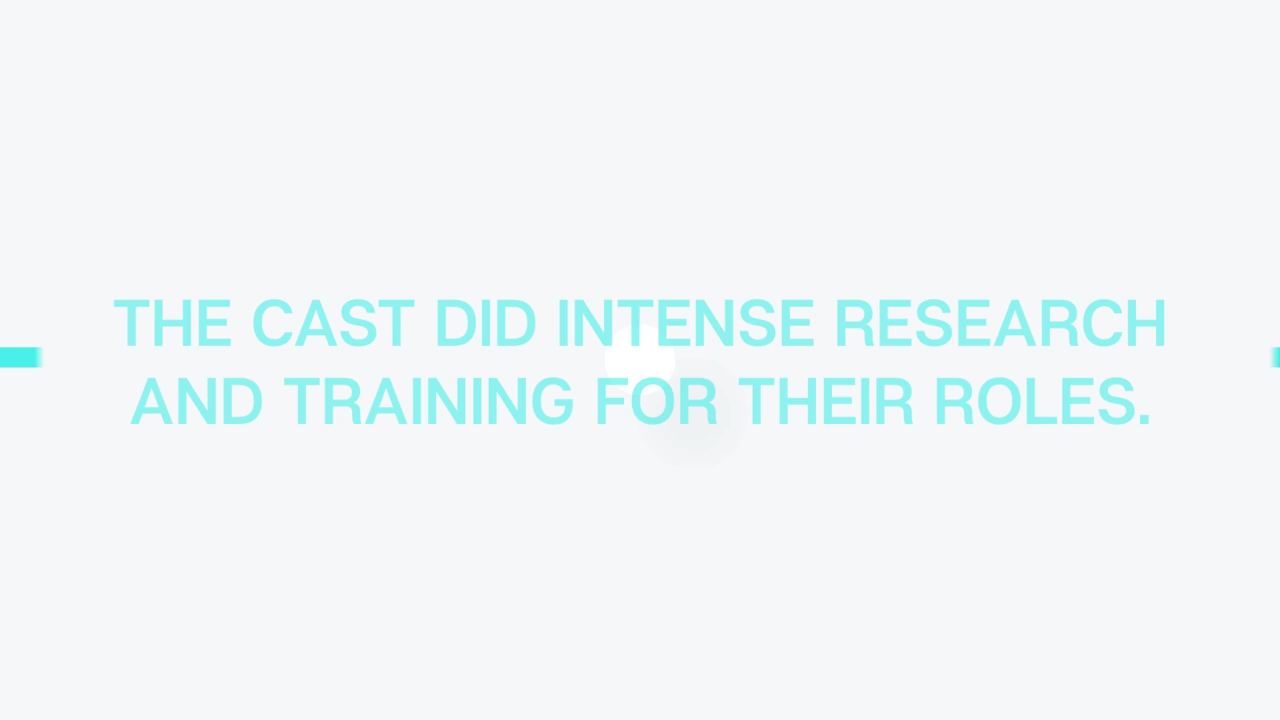 THE CAST DID INTENSE RESEARCH
AND TRAINING FOR THEIR ROLES.